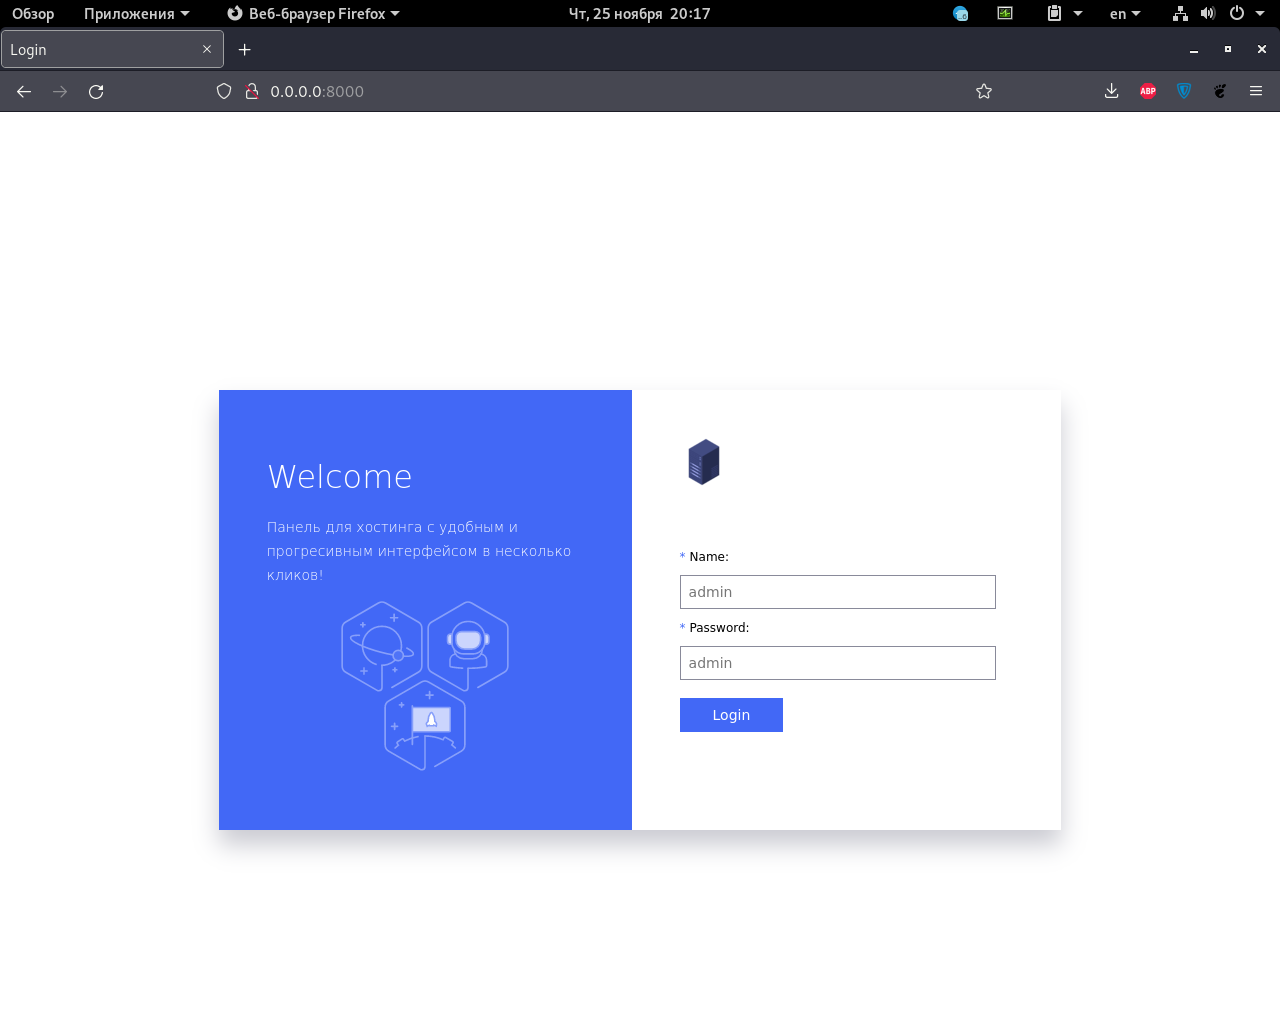 Обзор Приложения Веб-браузер Firefox Чт, 25 ноября 20:17 en
Login
0.0.0.0:8000
ABP
Welcome
Панель для хостинга с удобным и
прогресивным интерфейсом в несколько
кликов!
* Name:
admin
* Password:
admin
Login